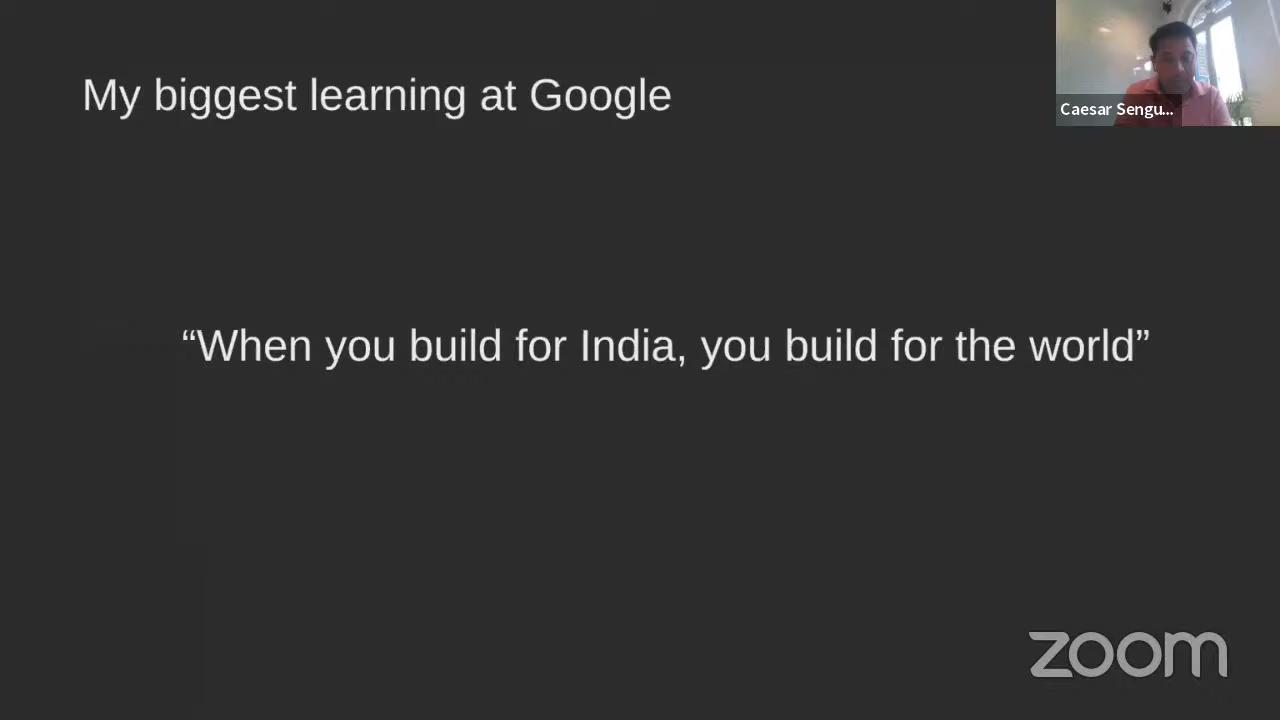 My biggest learning at Google
Caesar Sengu...
“When you build for India, you build for the world”
zoom